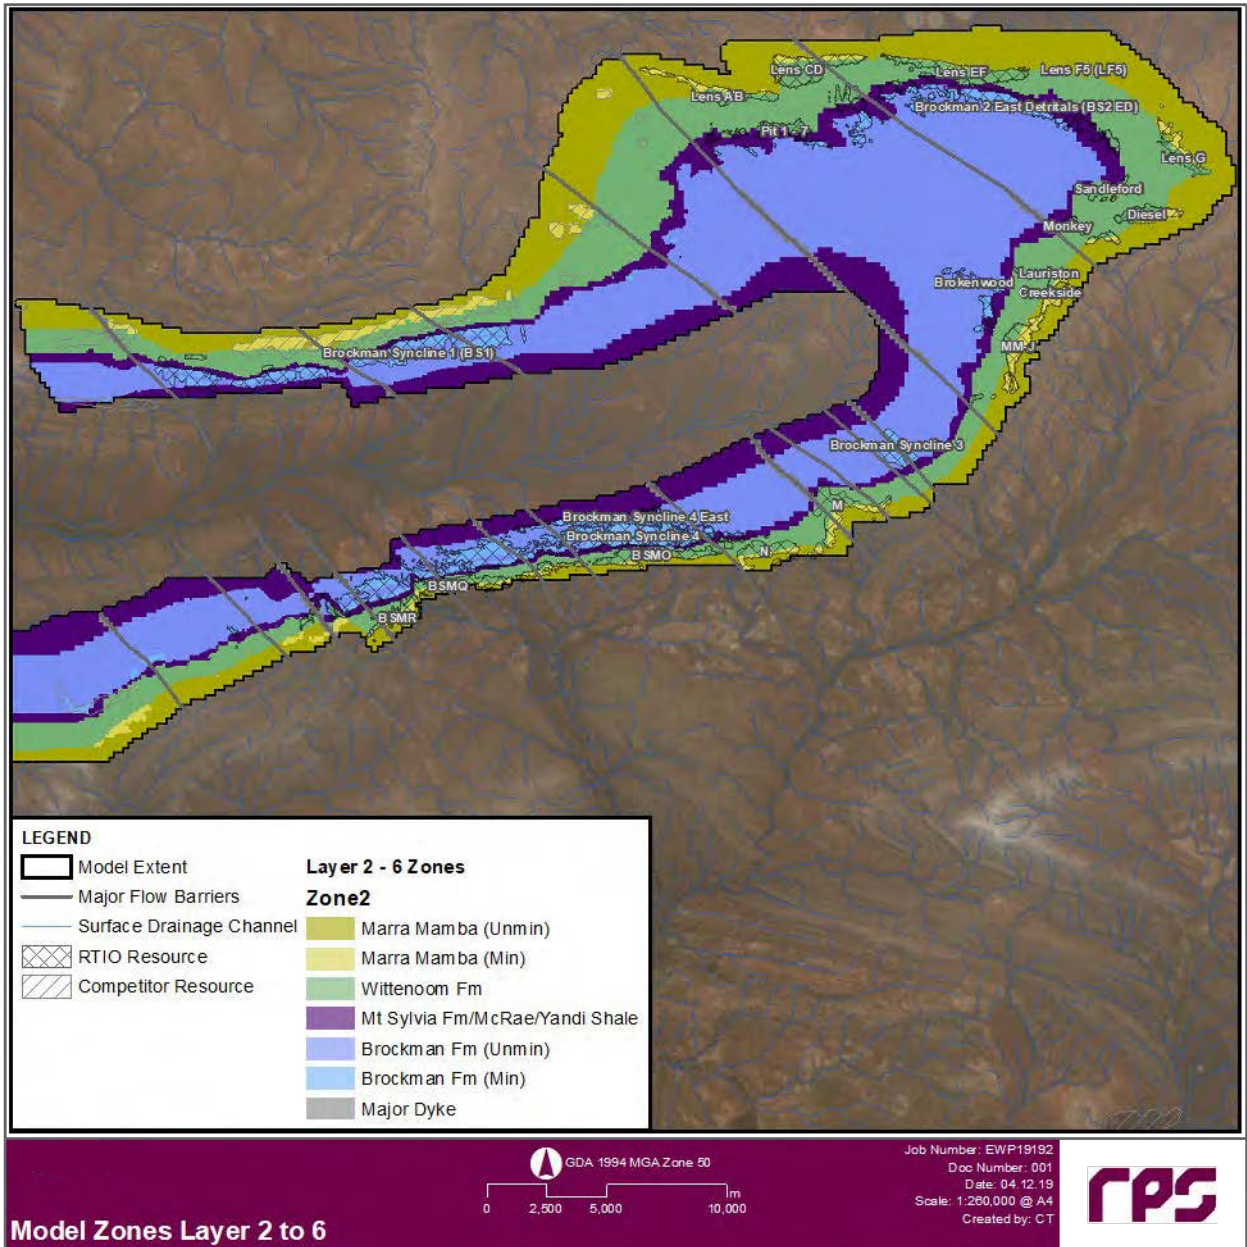 Lens CD
Lens EF
Lens F5 (LF5)
Lens AB
Brockman 2 East Detritals (BS2 ED)
Pit 1 - 7
Lens G
Sandleford
Diesel
Monkey
Lauriston
Brokenwood
Creekside
MM-J
Brockman Syncline 1 (BS1)
Brockman Syncline 3
M
Brockman Syncline 4 East
Brockman Syncline 4
BSMO
N
BSMQ
BSMR
LEGEND
Model Extent
Major Flow Barriers
Surface Drainage Channel
RTIO Resource
Competitor Resource
Layer 2 - 6 Zones
Zone2
Marra Mamba (Unmin)
Marra Mamba (Min)
Wittenoom Fm
Mt Sylvia Fm/McRae/Yandi Shale
Brockman Fm (Unmin)
Brockman Fm (Min)
Major Dyke
Model Zones Layer 2 to 6
GDA 1994 MGA Zone 50
m
0 2,500 5,000 10,000
Job Number: EWP19192
Doc Number: 001
Date: 04.12.19
Scale: 1:260,000 @ A4
Created by: CT
rps